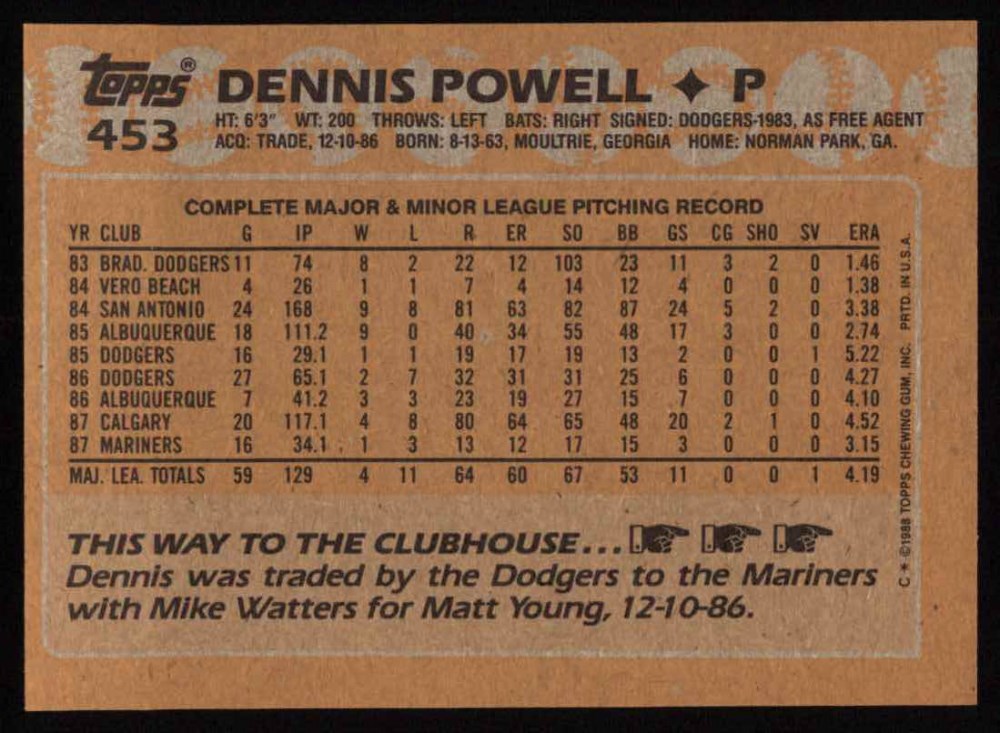 Topps® DENNIS POWELL ✦ P
453 HT: 6'3" WT: 200 THROWS: LEFT BATS: RIGHT SIGNED: DODGERS-1983, AS FREE AGENT
ACQ: TRADE, 12-10-86 BORN: 8-13-63, MOULTRIE, GEORGIA HOME: NORMAN PARK, GA.
COMPLETE MAJOR & MINOR LEAGUE PITCHING RECORD
YR CLUB G IP W L R ER SO BB GS CG SHO SV ERA
83 BRAD. DODGERS 11 74 8 2 22 12 103 23 11 3 2 0 1.46
84 VERO BEACH 4 26 1 1 7 4 14 12 4 0 0 0 1.38
84 SAN ANTONIO 24 168 9 8 81 63 82 87 24 5 2 0 3.38
85 ALBUQUERQUE 18 111.2 9 0 40 34 55 48 17 3 0 0 2.74
85 DODGERS 16 29.1 1 1 19 17 19 13 2 0 0 1 5.22
86 DODGERS 27 65.1 2 7 32 31 31 25 6 0 0 0 4.27
86 ALBUQUERQUE 7 41.2 3 3 23 19 27 15 7 0 0 0 4.10
87 CALGARY 20 117.1 4 8 80 64 65 48 20 2 1 0 4.52
87 MARINERS 16 34.1 1 3 13 12 17 15 3 0 0 0 3.15
MAJ. LEA. TOTALS 59 129 4 11 64 60 67 53 11 0 0 1 4.19
THIS WAY TO THE CLUBHOUSE...
Dennis was traded by the Dodgers to the Mariners
with Mike Watters for Matt Young, 12-10-86.
C * ©1988 TOPPS CHEWING GUM, INC. PRTD. IN U.S.A.